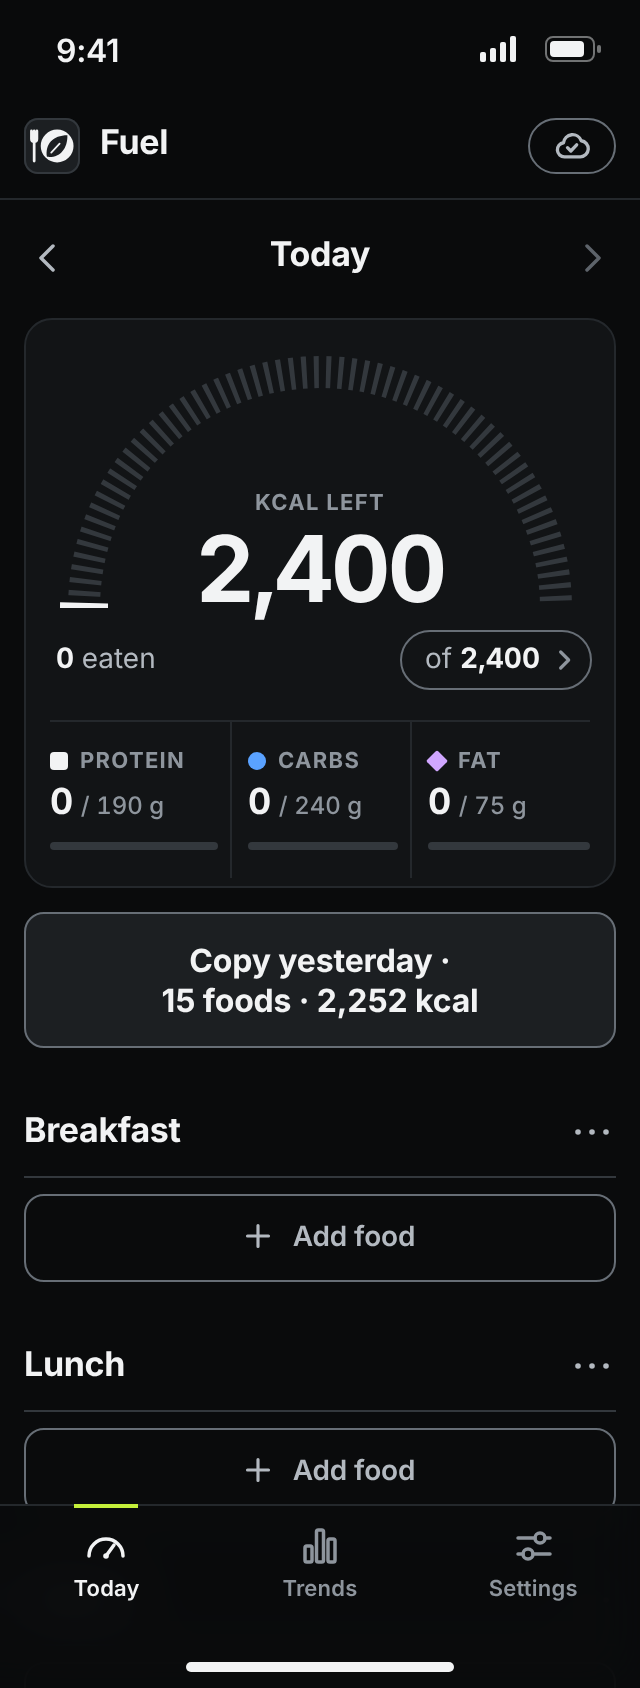 9:41
Fuel
Today
KCAL LEFT
2,400
0 eaten
of 2,400
PROTEIN
0 / 190 g
CARBS
0 / 240 g
FAT
0 / 75 g
Copy yesterday ·
15 foods · 2,252 kcal
Breakfast
Add food
Lunch
Add food
Today
Trends
Settings